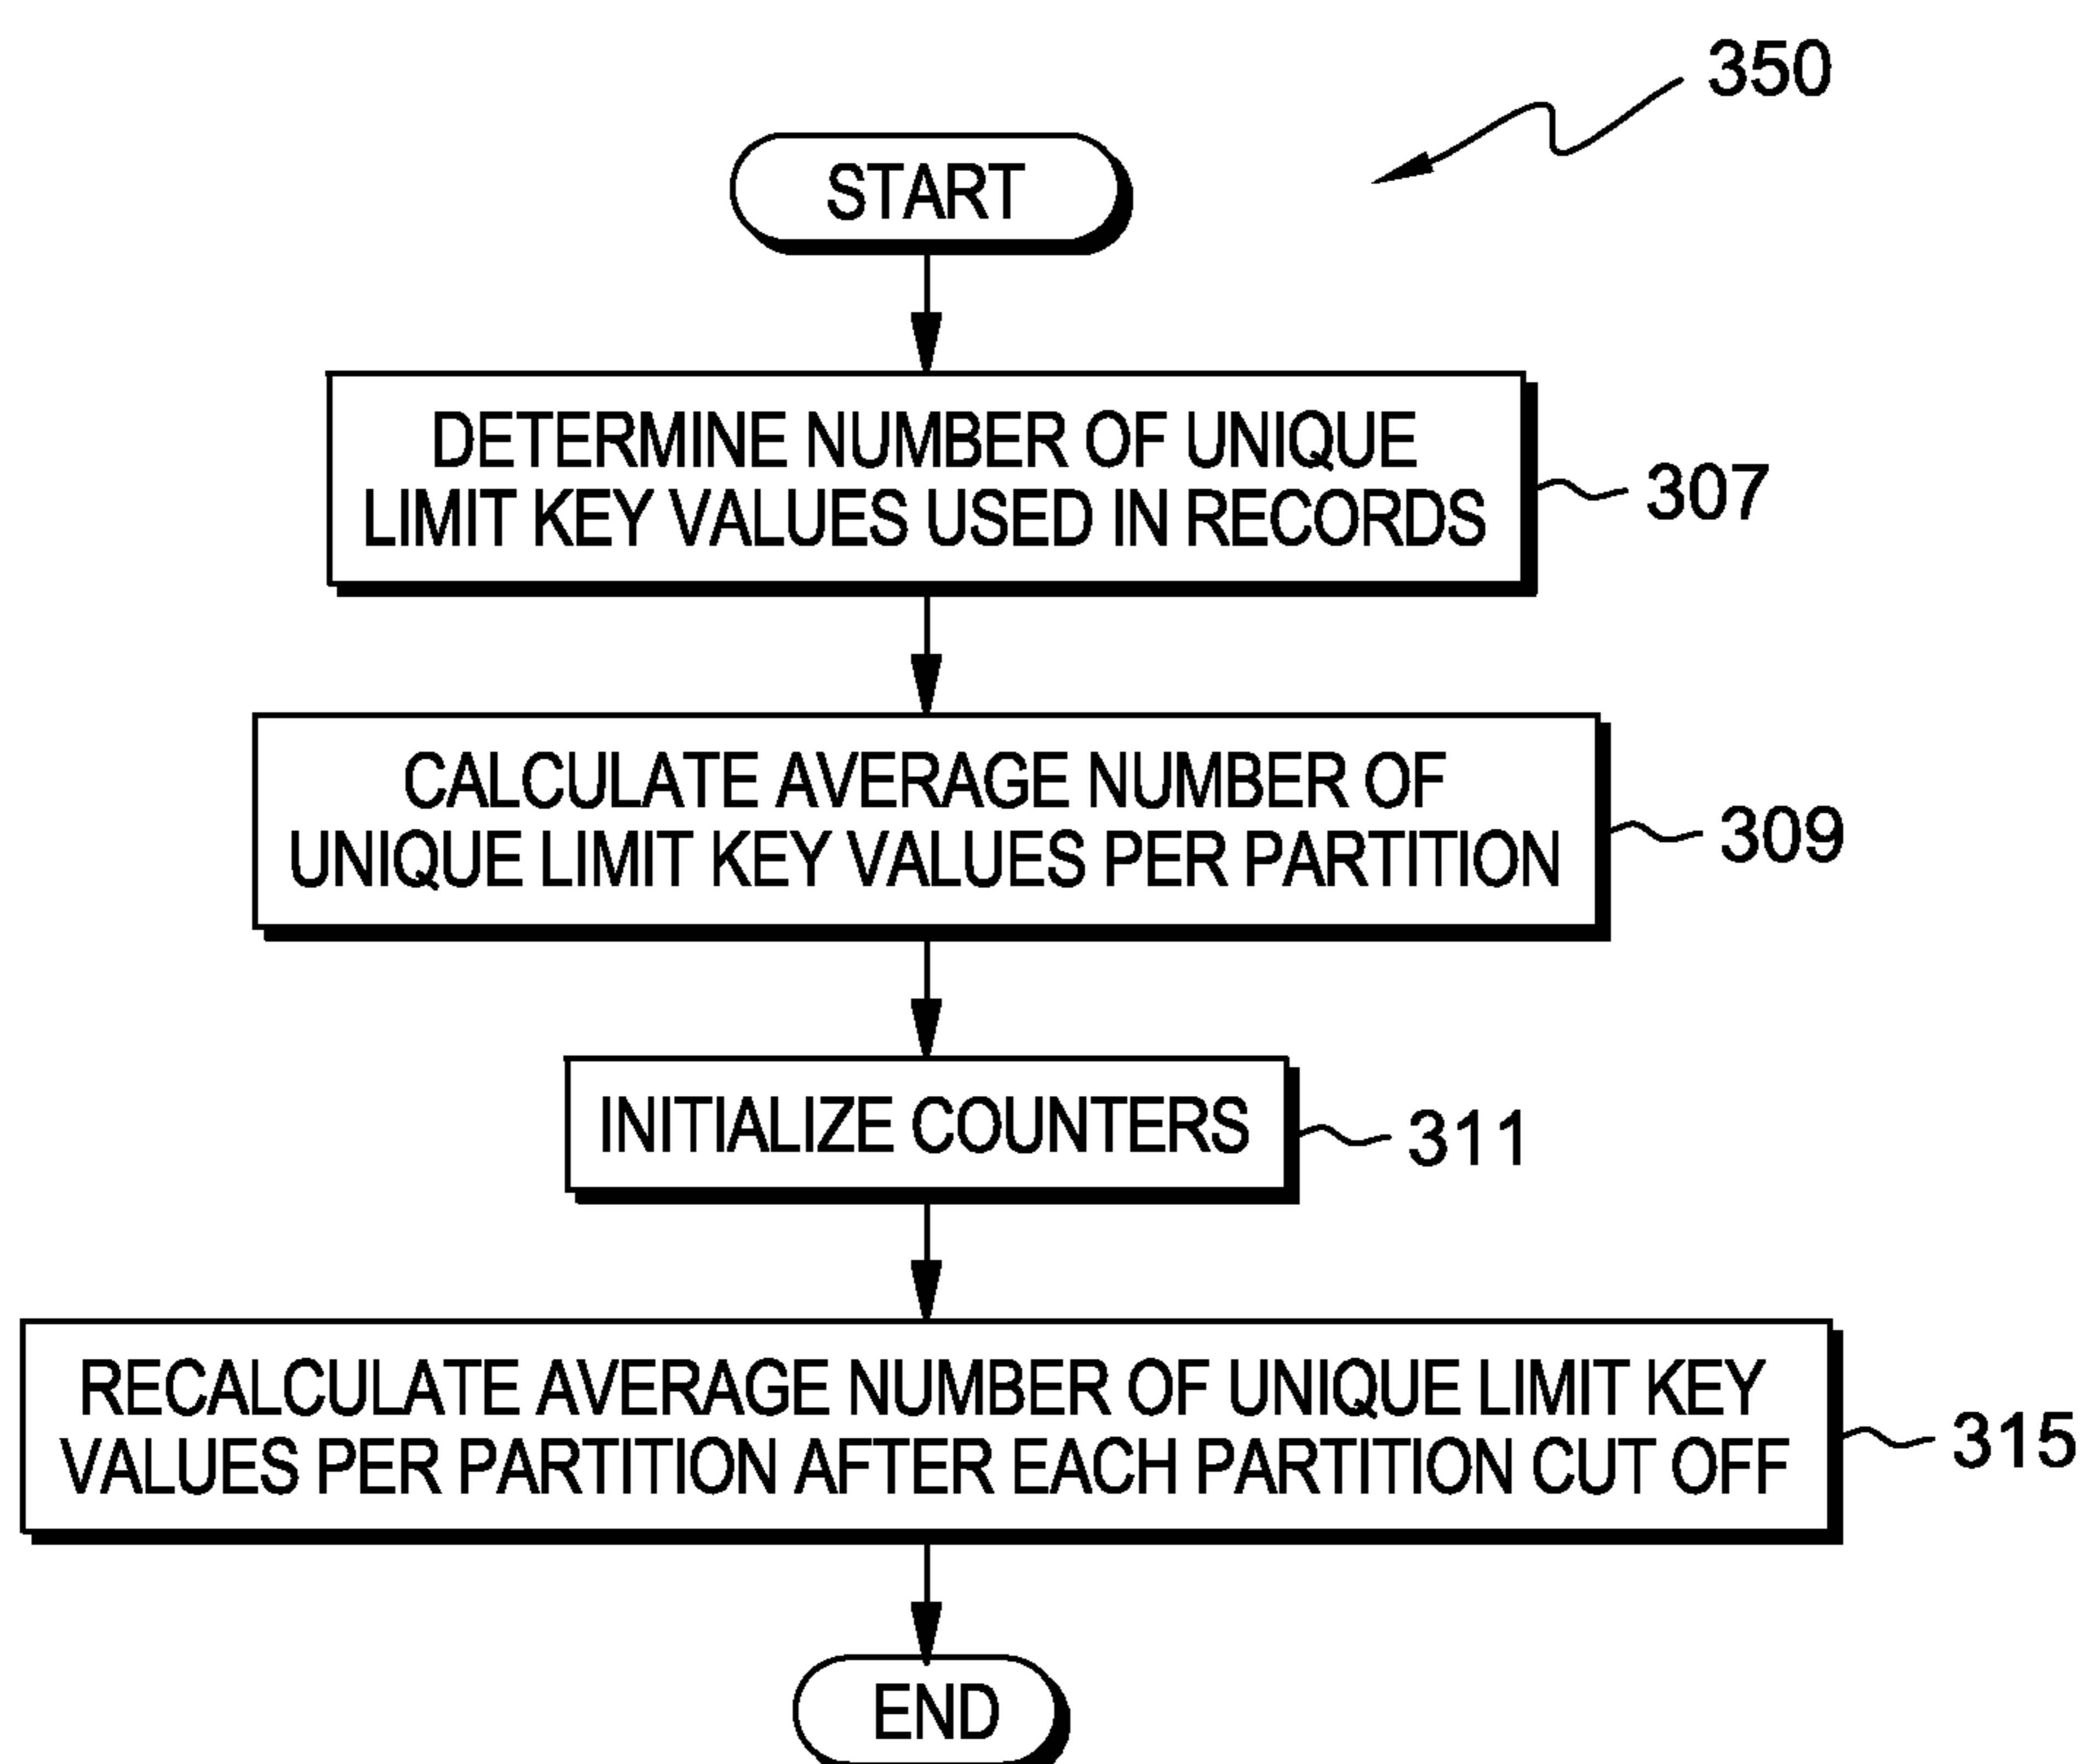 350
START
DETERMINE NUMBER OF UNIQUE
LIMIT KEY VALUES USED IN RECORDS
307
CALCULATE AVERAGE NUMBER OF
UNIQUE LIMIT KEY VALUES PER PARTITION
309
INITIALIZE COUNTERS
311
RECALCULATE AVERAGE NUMBER OF UNIQUE LIMIT KEY
VALUES PER PARTITION AFTER EACH PARTITION CUT OFF
315
END